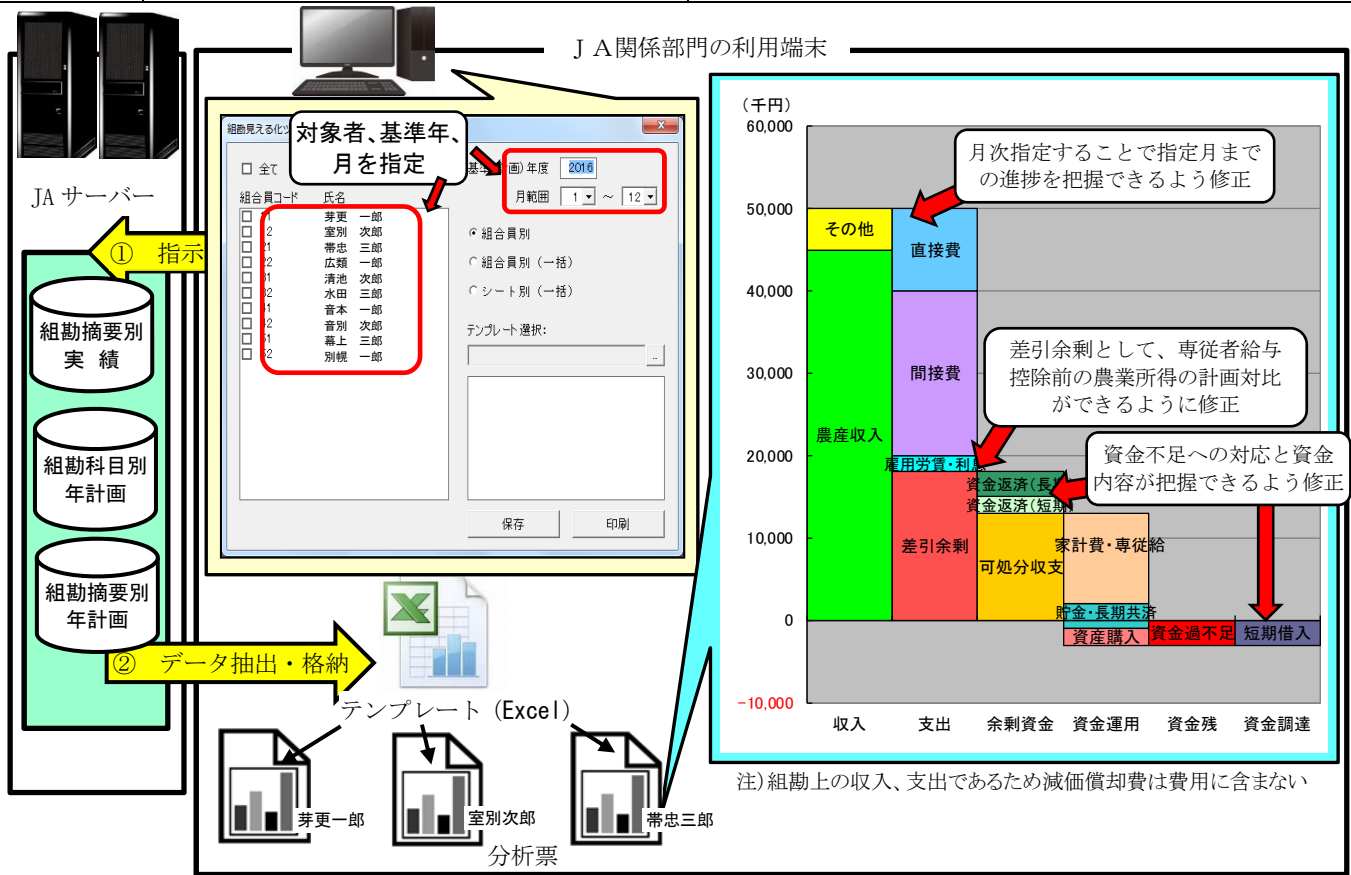 ＪＡ関係部門の利用端末
JA サーバー
① 指示
組勘摘要別
実 績
組勘科目別
年計画
組勘摘要別
年計画
② データ抽出・格納
組勘見える化
対象者、基準年、
月を指定
□ 全て
年度 2016
月範囲 1 ～ 12
組合員コード 氏名
芽更 一郎
室別 次郎
帯忠 三郎
広類 一郎
清池 次郎
水田 三郎
音本 一郎
音別 次郎
幕上 三郎
別幌 一郎
組合員別
組合員別（一括）
シート別（一括）
テンプレート選択:
..
保存 印刷
テンプレート（Excel）
芽更一郎
室別次郎
帯忠三郎
分析票
（千円）
60,000
50,000
40,000
30,000
20,000
10,000
0
-10,000
月次指定することで指定月まで
の進捗を把握できるよう修正
差引余剰として、専従者給与
控除前の農業所得の計画対比
ができるように修正
資金不足への対応と資金
内容が把握できるよう修正
その他
農産収入
直接費
間接費
雇用労賃・利
差引余剰
資金返済（長
資金返済（短期
可処分収支
家計費・専従給
貯金・長期共済
資産購入
資金過不足
短期借入
収入 支出 余剰資金 資金運用 資金残 資金調達
注）組勘上の収入、支出であるため減価償却費は費用に含まない